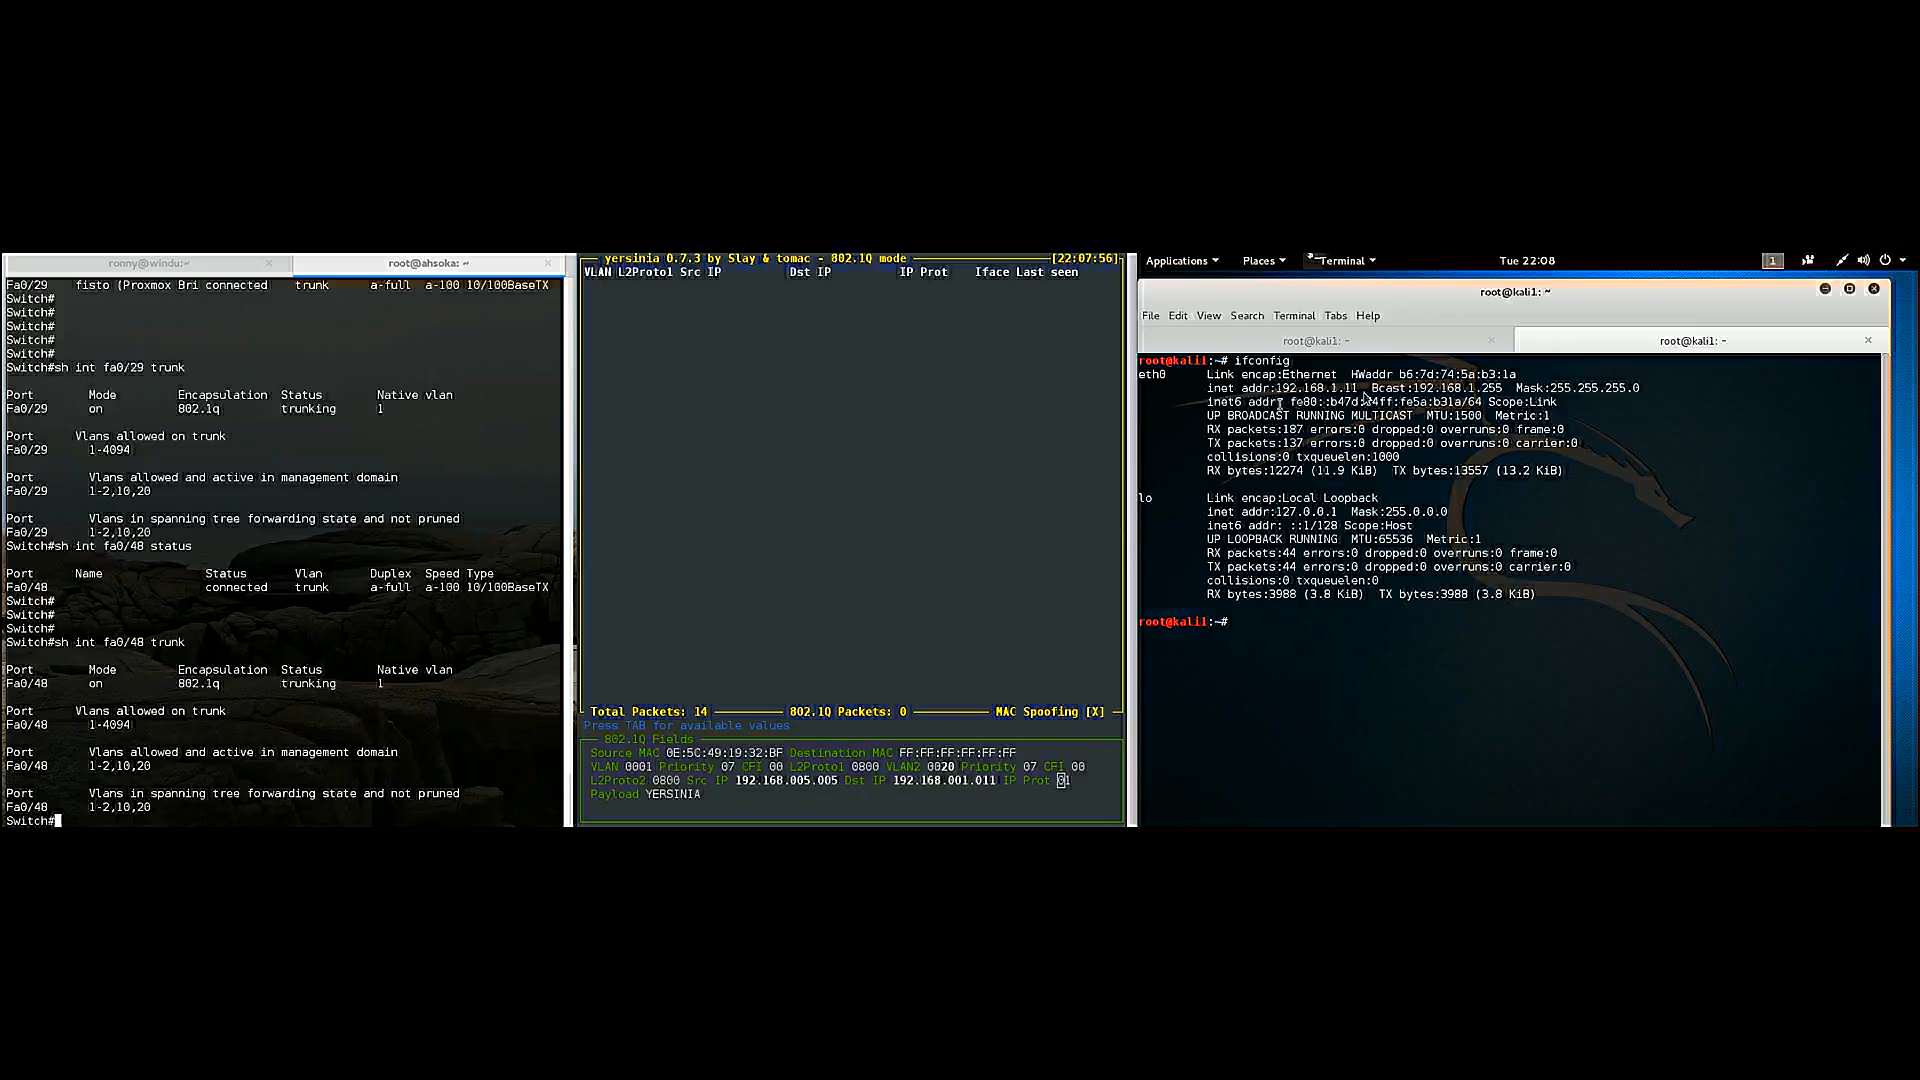 ronny@windu:~ × root@ahsoka: ~ ×
Fa0/29 fisto (Proxmox Bri connected trunk a-full a-100 10/100BaseTX
Switch#
Switch#
Switch#
Switch#
Switch#
Switch#sh int fa0/29 trunk
Port Mode Encapsulation Status Native vlan
Fa0/29 on 802.1q trunking 1
Port Vlans allowed on trunk
Fa0/29 1-4094
Port Vlans allowed and active in management domain
Fa0/29 1-2,10,20
Port Vlans in spanning tree forwarding state and not pruned
Fa0/29 1-2,10,20
Switch#sh int fa0/48 status
Port Name Status Vlan Duplex Speed Type
Fa0/48 connected trunk a-full a-100 10/100BaseTX
Switch#
Switch#
Switch#
Switch#sh int fa0/48 trunk
Port Mode Encapsulation Status Native vlan
Fa0/48 on 802.1q trunking 1
Port Vlans allowed on trunk
Fa0/48 1-4094
Port Vlans allowed and active in management domain
Fa0/48 1-2,10,20
Port Vlans in spanning tree forwarding state and not pruned
Fa0/48 1-2,10,20
Switch#
yersinia 0.7.3 by Slay & tomac - 802.1Q mode [22:07:56]
VLAN L2Proto1 Src IP Dst IP IP Prot Iface Last seen
Total Packets: 14 802.1Q Packets: 0 MAC Spoofing [X]
Press TAB for available values
802.1Q Fields
Source MAC 0E:5C:49:19:32:BF Destination MAC FF:FF:FF:FF:FF:FF
VLAN 0001 Priority 07 CFI 00 L2Proto1 0800 VLAN2 0020 Priority 07 CFI 00
L2Proto2 0800 Src IP 192.168.005.005 Dst IP 192.168.001.011 IP Prot 01
Payload YERSINIA
Applications Places Terminal Tue 22:08 1
root@kali1: ~
File Edit View Search Terminal Tabs Help
root@kali1: ~ × root@kali1: ~ ×
root@kali1:~# ifconfig
eth0 Link encap:Ethernet HWaddr b6:7d:74:5a:b3:1a
inet addr:192.168.1.11 Bcast:192.168.1.255 Mask:255.255.255.0
inet6 addr: fe80::b47d:74ff:fe5a:b31a/64 Scope:Link
UP BROADCAST RUNNING MULTICAST MTU:1500 Metric:1
RX packets:187 errors:0 dropped:0 overruns:0 frame:0
TX packets:137 errors:0 dropped:0 overruns:0 carrier:0
collisions:0 txqueuelen:1000
RX bytes:12274 (11.9 KiB) TX bytes:13557 (13.2 KiB)
lo Link encap:Local Loopback
inet addr:127.0.0.1 Mask:255.0.0.0
inet6 addr: ::1/128 Scope:Host
UP LOOPBACK RUNNING MTU:65536 Metric:1
RX packets:44 errors:0 dropped:0 overruns:0 frame:0
TX packets:44 errors:0 dropped:0 overruns:0 carrier:0
collisions:0 txqueuelen:0
RX bytes:3988 (3.8 KiB) TX bytes:3988 (3.8 KiB)
root@kali1:~#